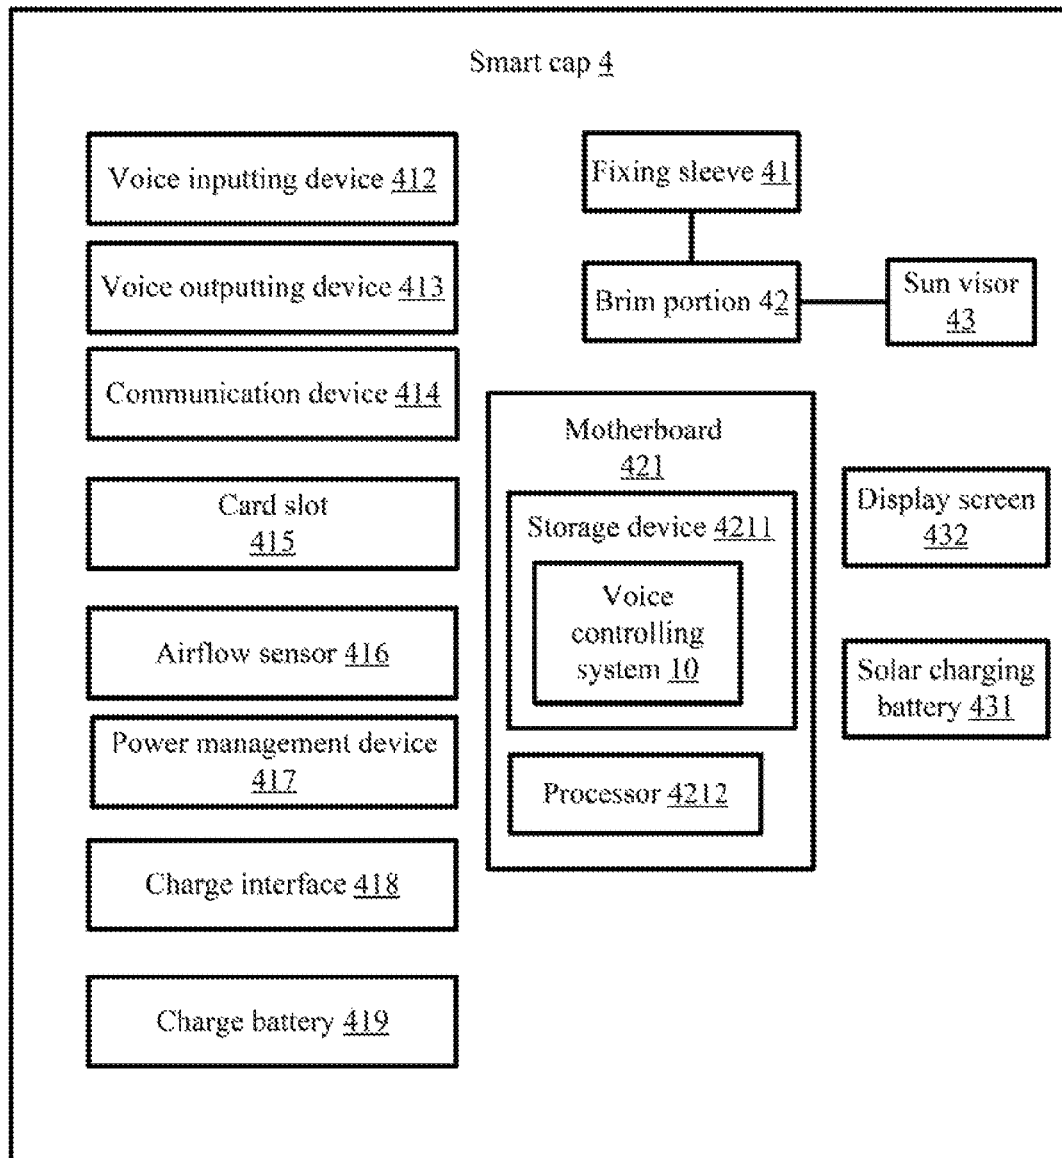 Smart cap 4
Voice inputting device 412
Voice outputting device 413
Communication device 414
Card slot
415
Airflow sensor 416
Power management device
417
Charge interface 418
Charge battery 419
Fixing sleeve 41
Brim portion 42
Sun visor
43
Motherboard
421
Storage device 4211
Voice
controlling
system 10
Processor 4212
Display screen
432
Solar charging
battery 431